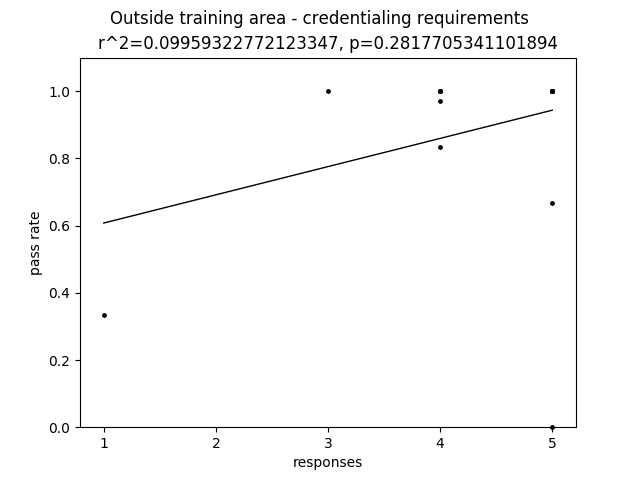 Outside training area - credentialing requirements
r^2=0.09959322772123347, p=0.2817705341101894
1.0
0.8
0.6
0.4
0.2
0.0
pass rate
1 2 3 4 5
responses